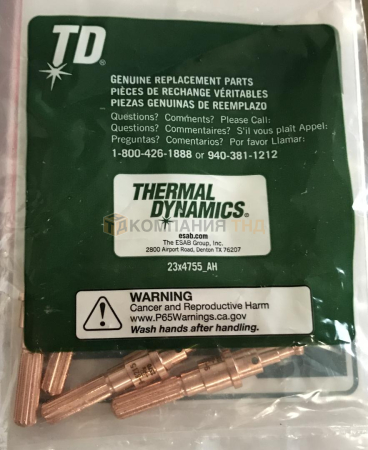 TD®
GENUINE REPLACEMENT PARTS
PIÈCES DE RECHANGE VÉRITABLES
PIEZAS GENUINAS DE REEMPLAZO
Questions? Comments? Please Call:
Questions? Commentaires? S'il vous plaît Appel:
Preguntas? Comentarios? Por favor Llamar:
1-800-426-1888 or 940-381-1212
THERMAL
DYNAMICS®
КОМПАНИЯ ТНД
esab.com
The ESAB Group, Inc.
2800 Airport Road, Denton TX 76207
23x4755_AH
WARNING
Cancer and Reproductive Harm
www.P65Warnings.ca.gov
Wash hands after handling.